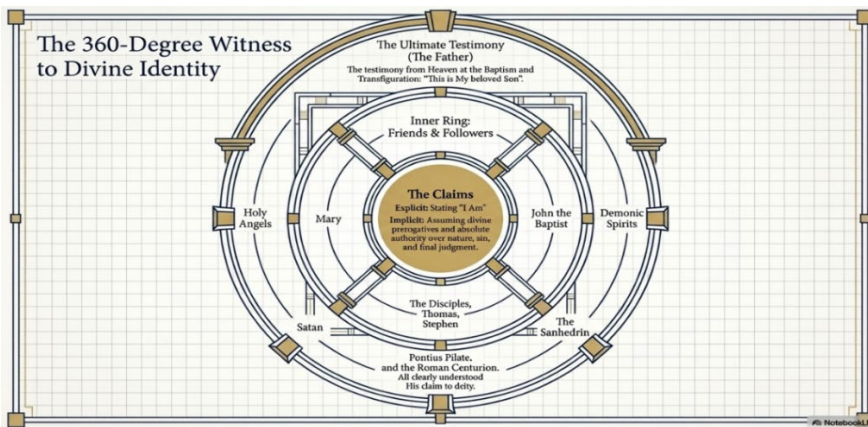 The 360-Degree Witness
to Divine Identity
The Ultimate Testimony
(The Father)
The testimony from Heaven at the Baptism and
Transfiguration: "This is My beloved Son".
Inner Ring:
Friends & Followers
The Claims
Explicit: Stating "I Am"
Implicit: Assuming divine
prerogatives and absolute
authority over nature, sin,
and final judgment.
Holy
Angels
Mary
John the
Baptist
Demonic
Spirits
The Disciples,
Thomas,
Stephen
Satan
The
Sanhedrin
Pontius Pilate,
and the Roman Centurion.
All clearly understood
His claim to deity.